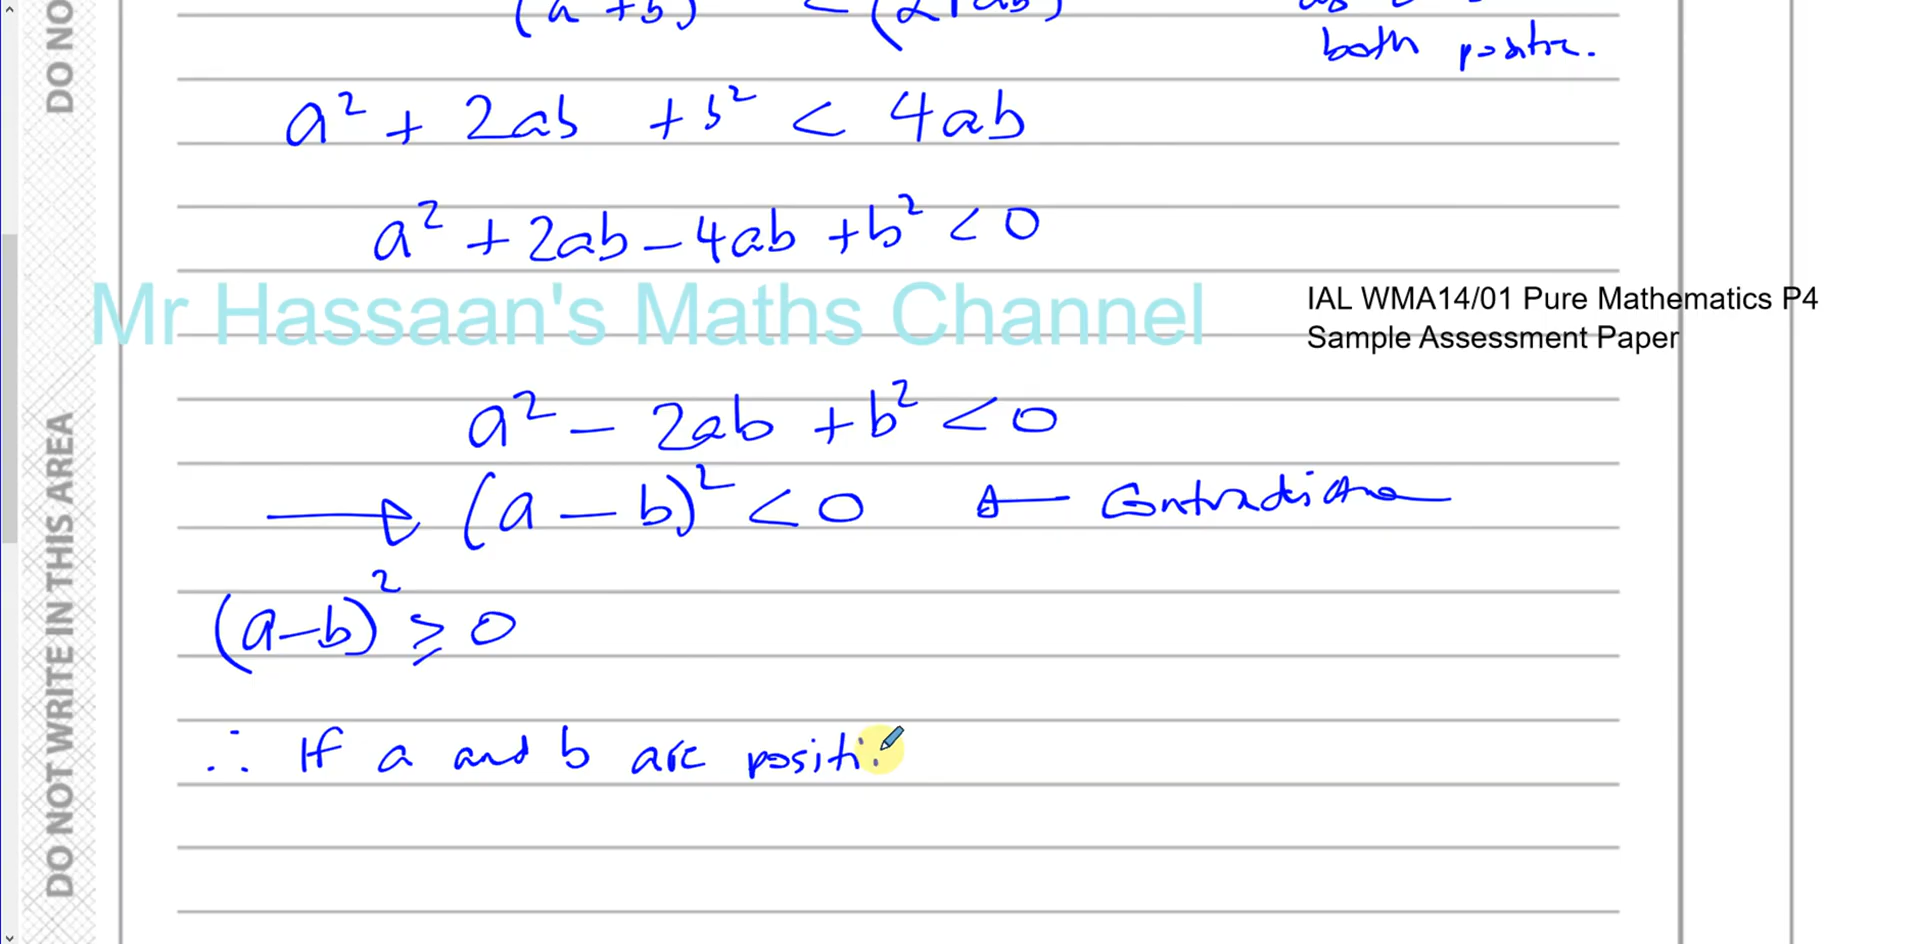 DO NO
(a + b) < (2√ab)
both positive.
a² + 2ab + b² < 4ab
a² + 2ab - 4ab + b² < 0
Mr Hassaan's Maths Channel
IAL WMA14/01 Pure Mathematics P4
Sample Assessment Paper
a² - 2ab + b² < 0
(a - b)² < 0 ← Contradiction
(a-b)² ≥ 0
∴ If a and b are positi
DO NOT WRITE IN THIS AREA